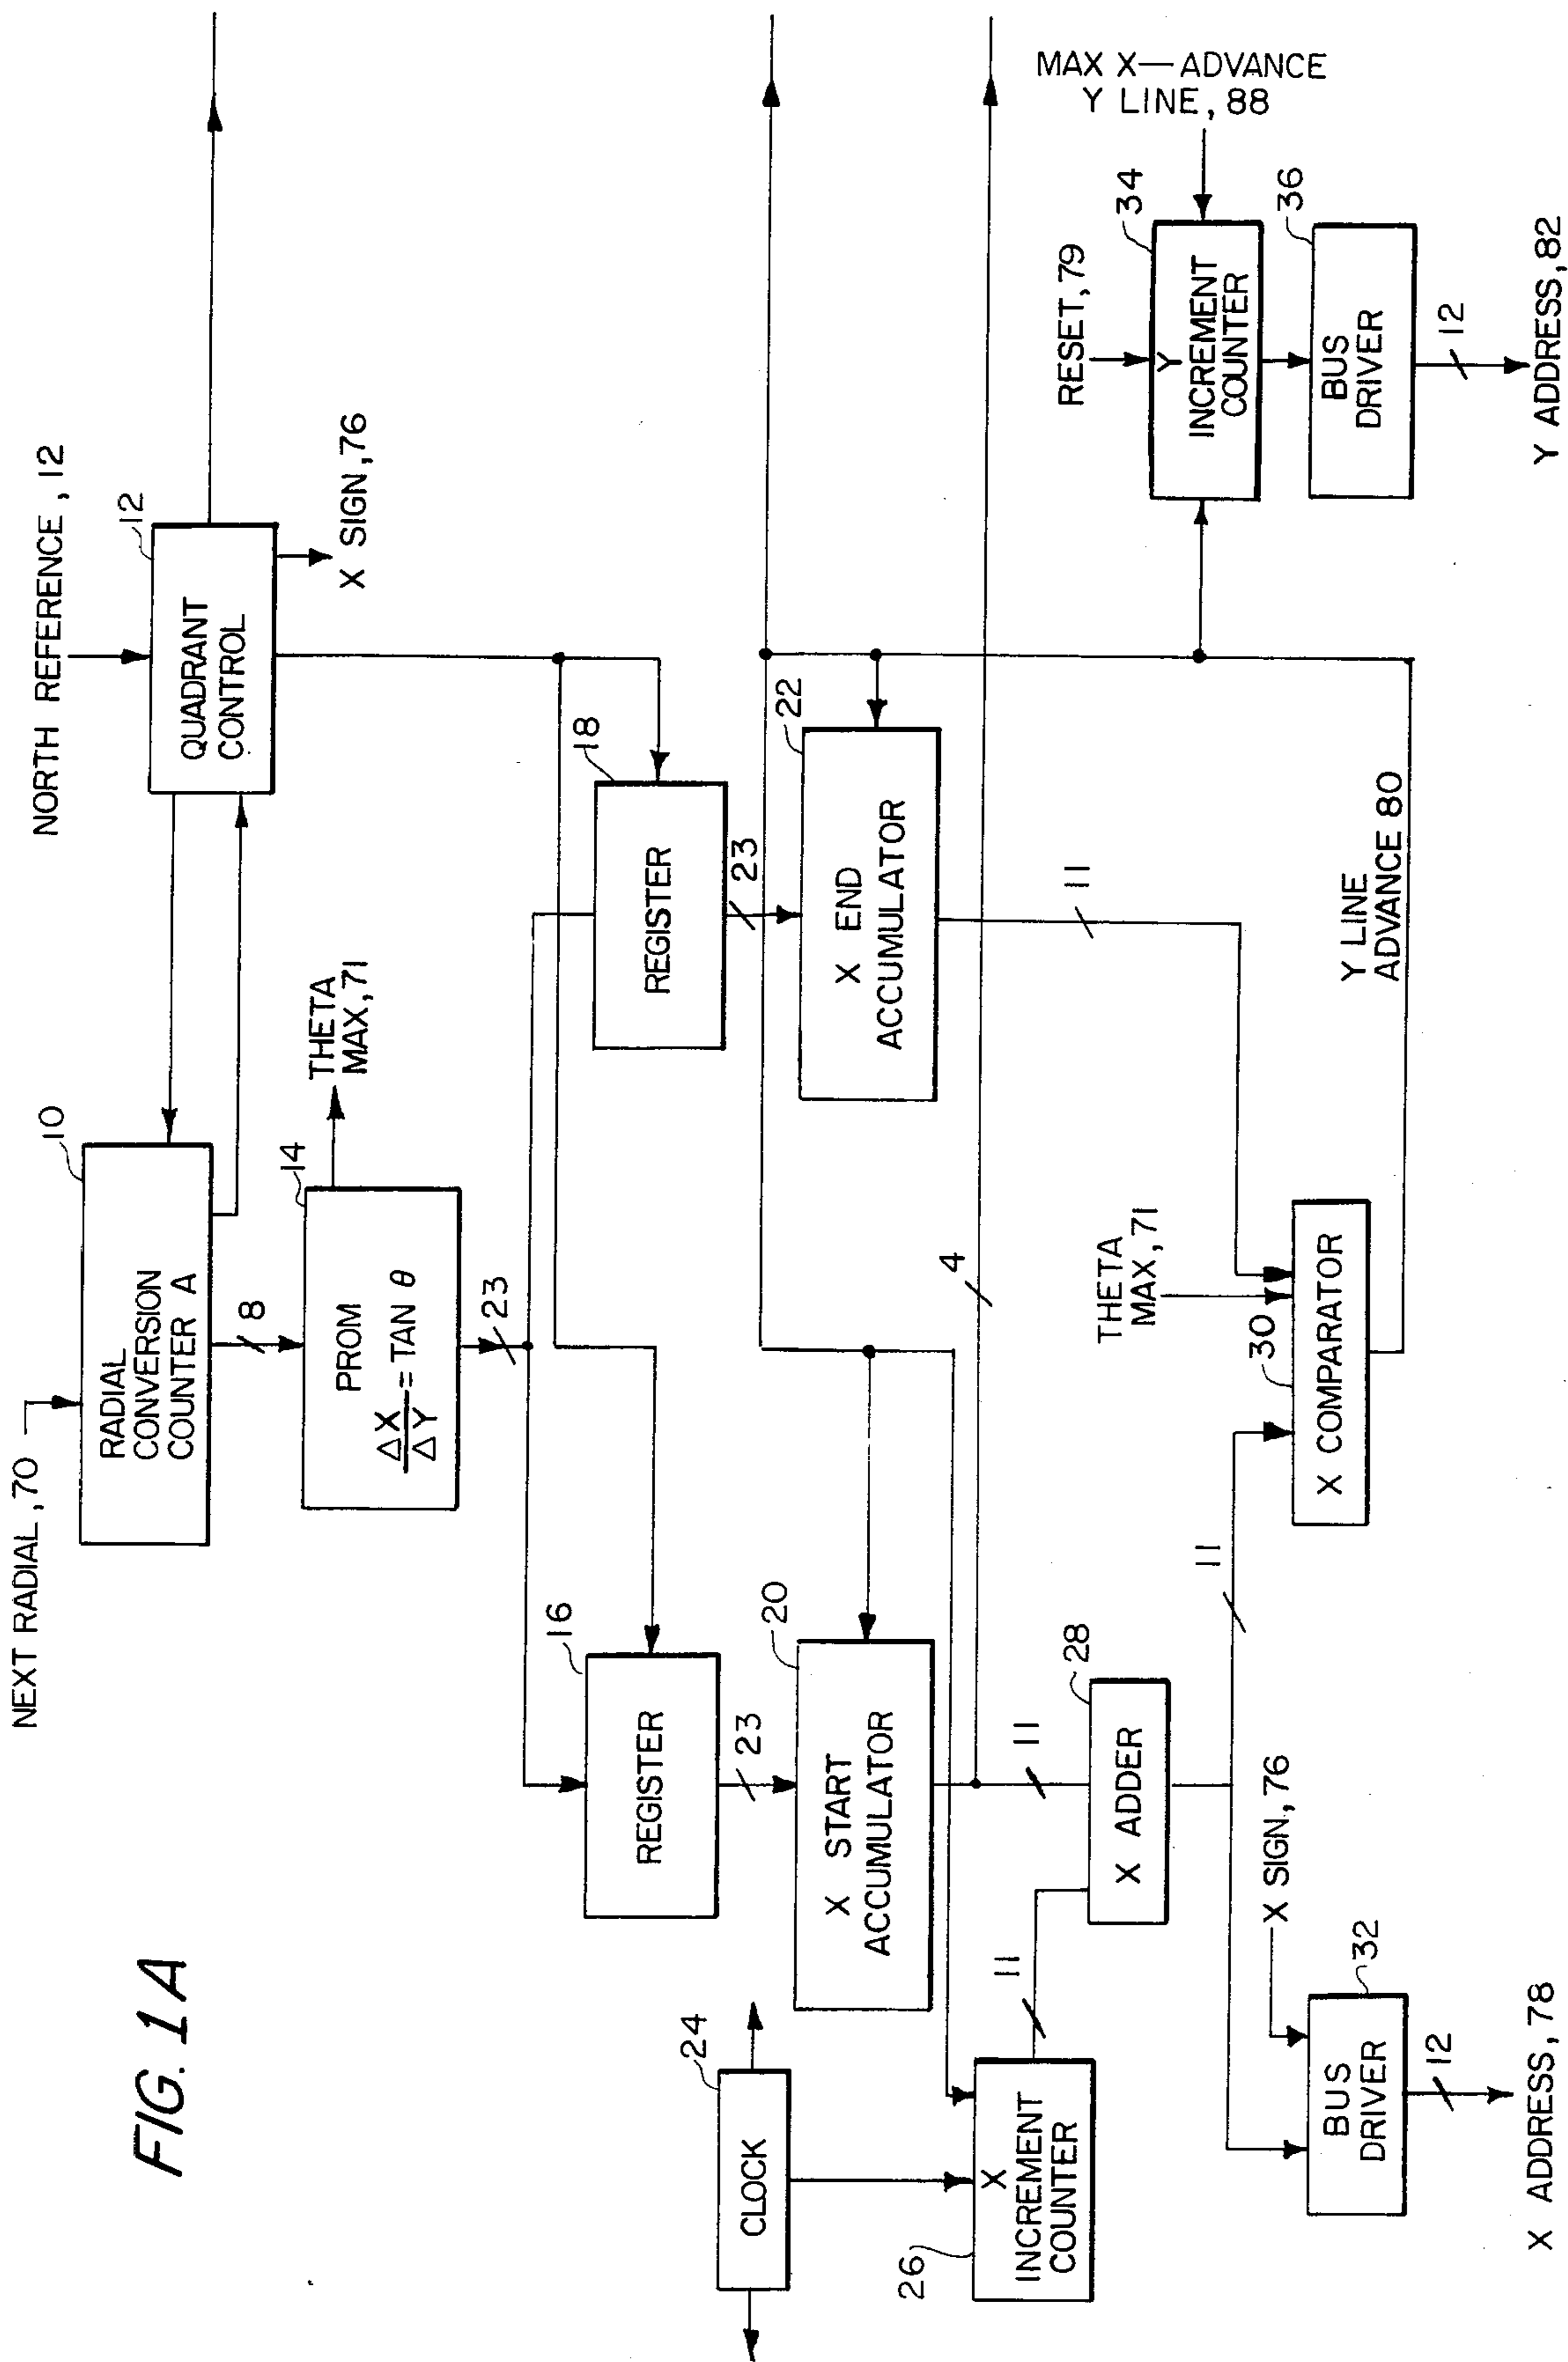 FIG. 1A
NEXT RADIAL, 70
10
RADIAL
CONVERSION
COUNTER A
8
NORTH REFERENCE, 12
12
QUADRANT
CONTROL
X SIGN, 76
14
PROM
ΔX
ΔY
= TAN θ
THETA
MAX, 71
23
16
REGISTER
23
18
REGISTER
23
20
X START
ACCUMULATOR
22
X END
ACCUMULATOR
4
11
11
24
CLOCK
26
X
INCREMENT
COUNTER
11
28
X ADDER
11
THETA
MAX, 71
30
X COMPARATOR
Y LINE
ADVANCE 80
X SIGN, 76
32
BUS
DRIVER
12
X ADDRESS, 78
MAX X—ADVANCE
Y LINE, 88
RESET, 79
34
Y
INCREMENT
COUNTER
36
BUS
DRIVER
12
Y ADDRESS, 82